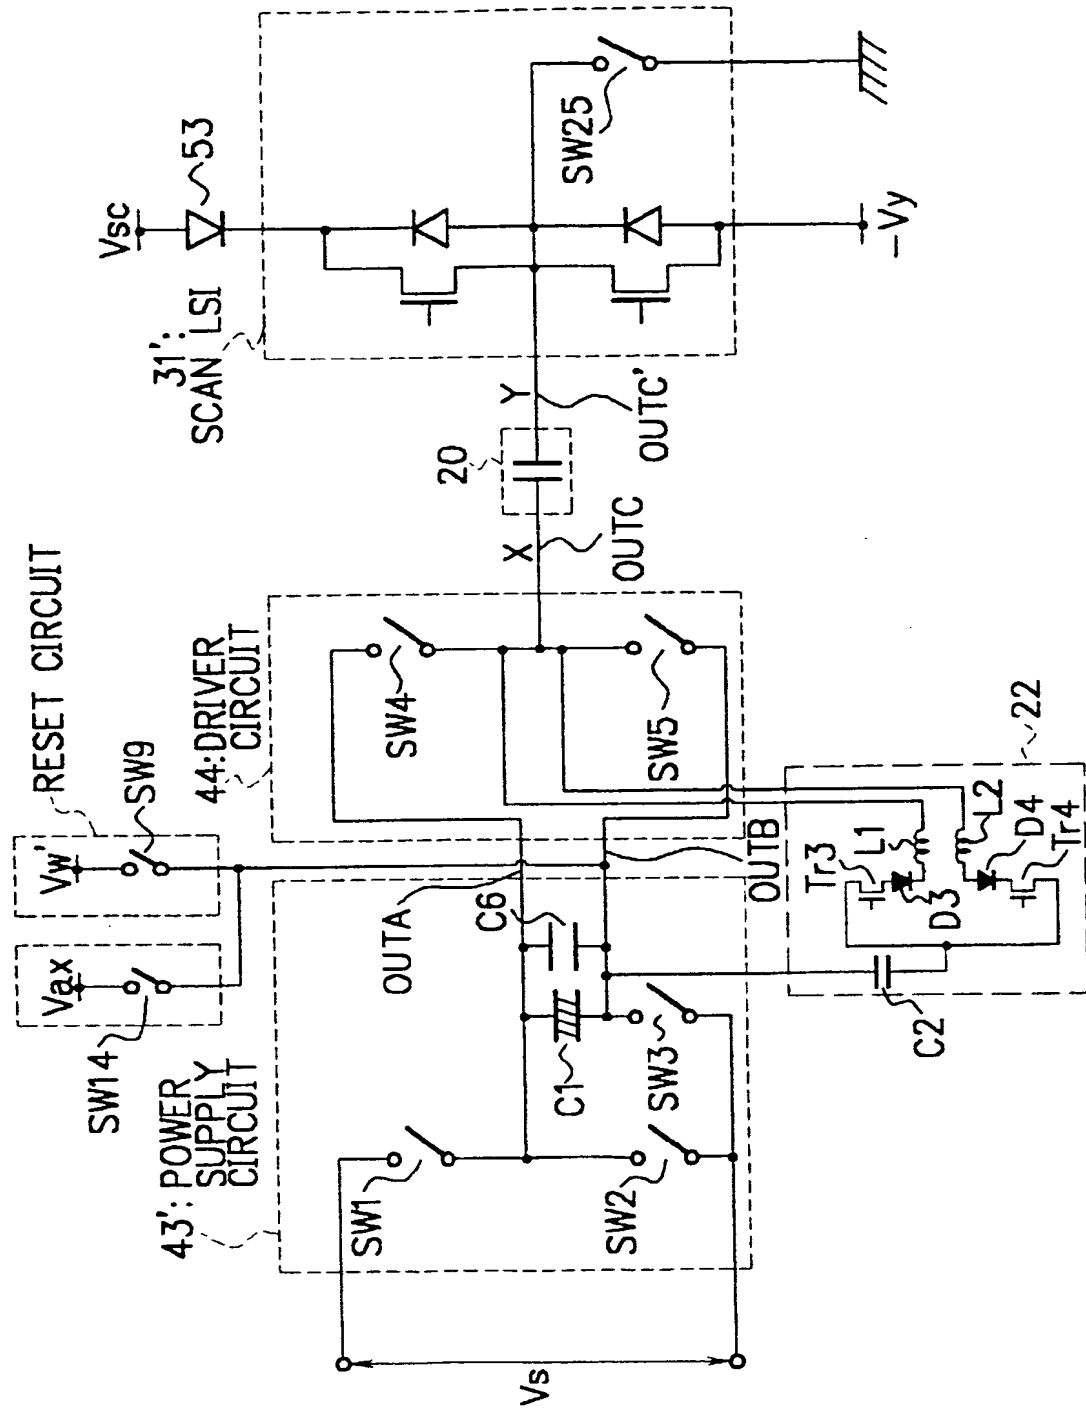 RESET CIRCUIT
Vw'
SW9
Vax
SW14
43': POWER
SUPPLY
CIRCUIT
44: DRIVER
CIRCUIT
31':
SCAN LSI
Vsc
53
SW1
SW2
SW3
C1
C6
OUTA
OUTB
SW4
SW5
X
OUTC
20
Y
OUTC'
SW25
-Vy
Vs
C2
Tr3
L1
D3
L2
D4
Tr4
22